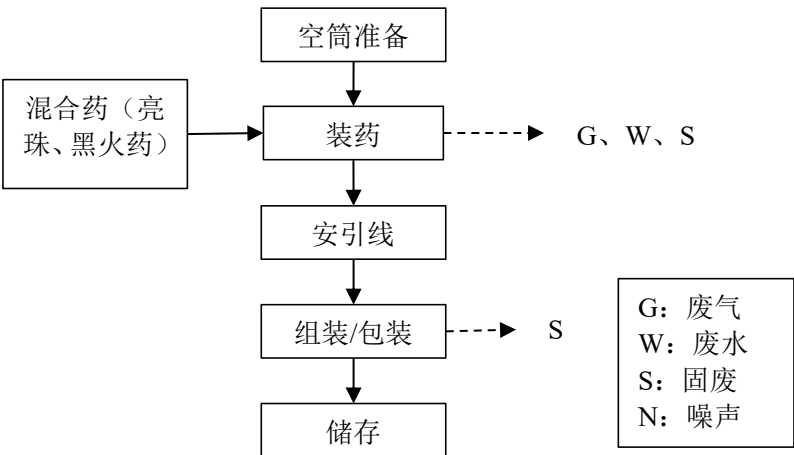 空筒准备
混合药（亮
珠、黑火药）
装药
G、W、S
安引线
组装/包装
S
储存
G：废气
W：废水
S：固废
N：噪声